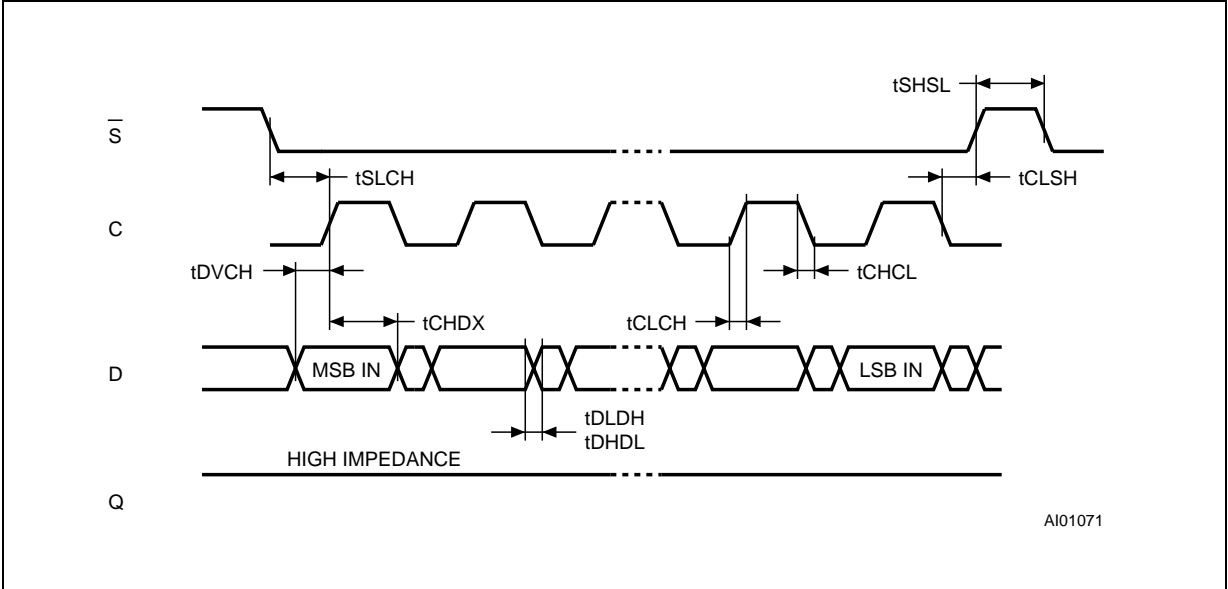 tSHSL
S̅
tSLCH
tCLSH
C
tDVCH
tCHCL
tCHDX
tCLCH
D
MSB IN
LSB IN
tDLDH
tDHDL
HIGH IMPEDANCE
Q
AI01071